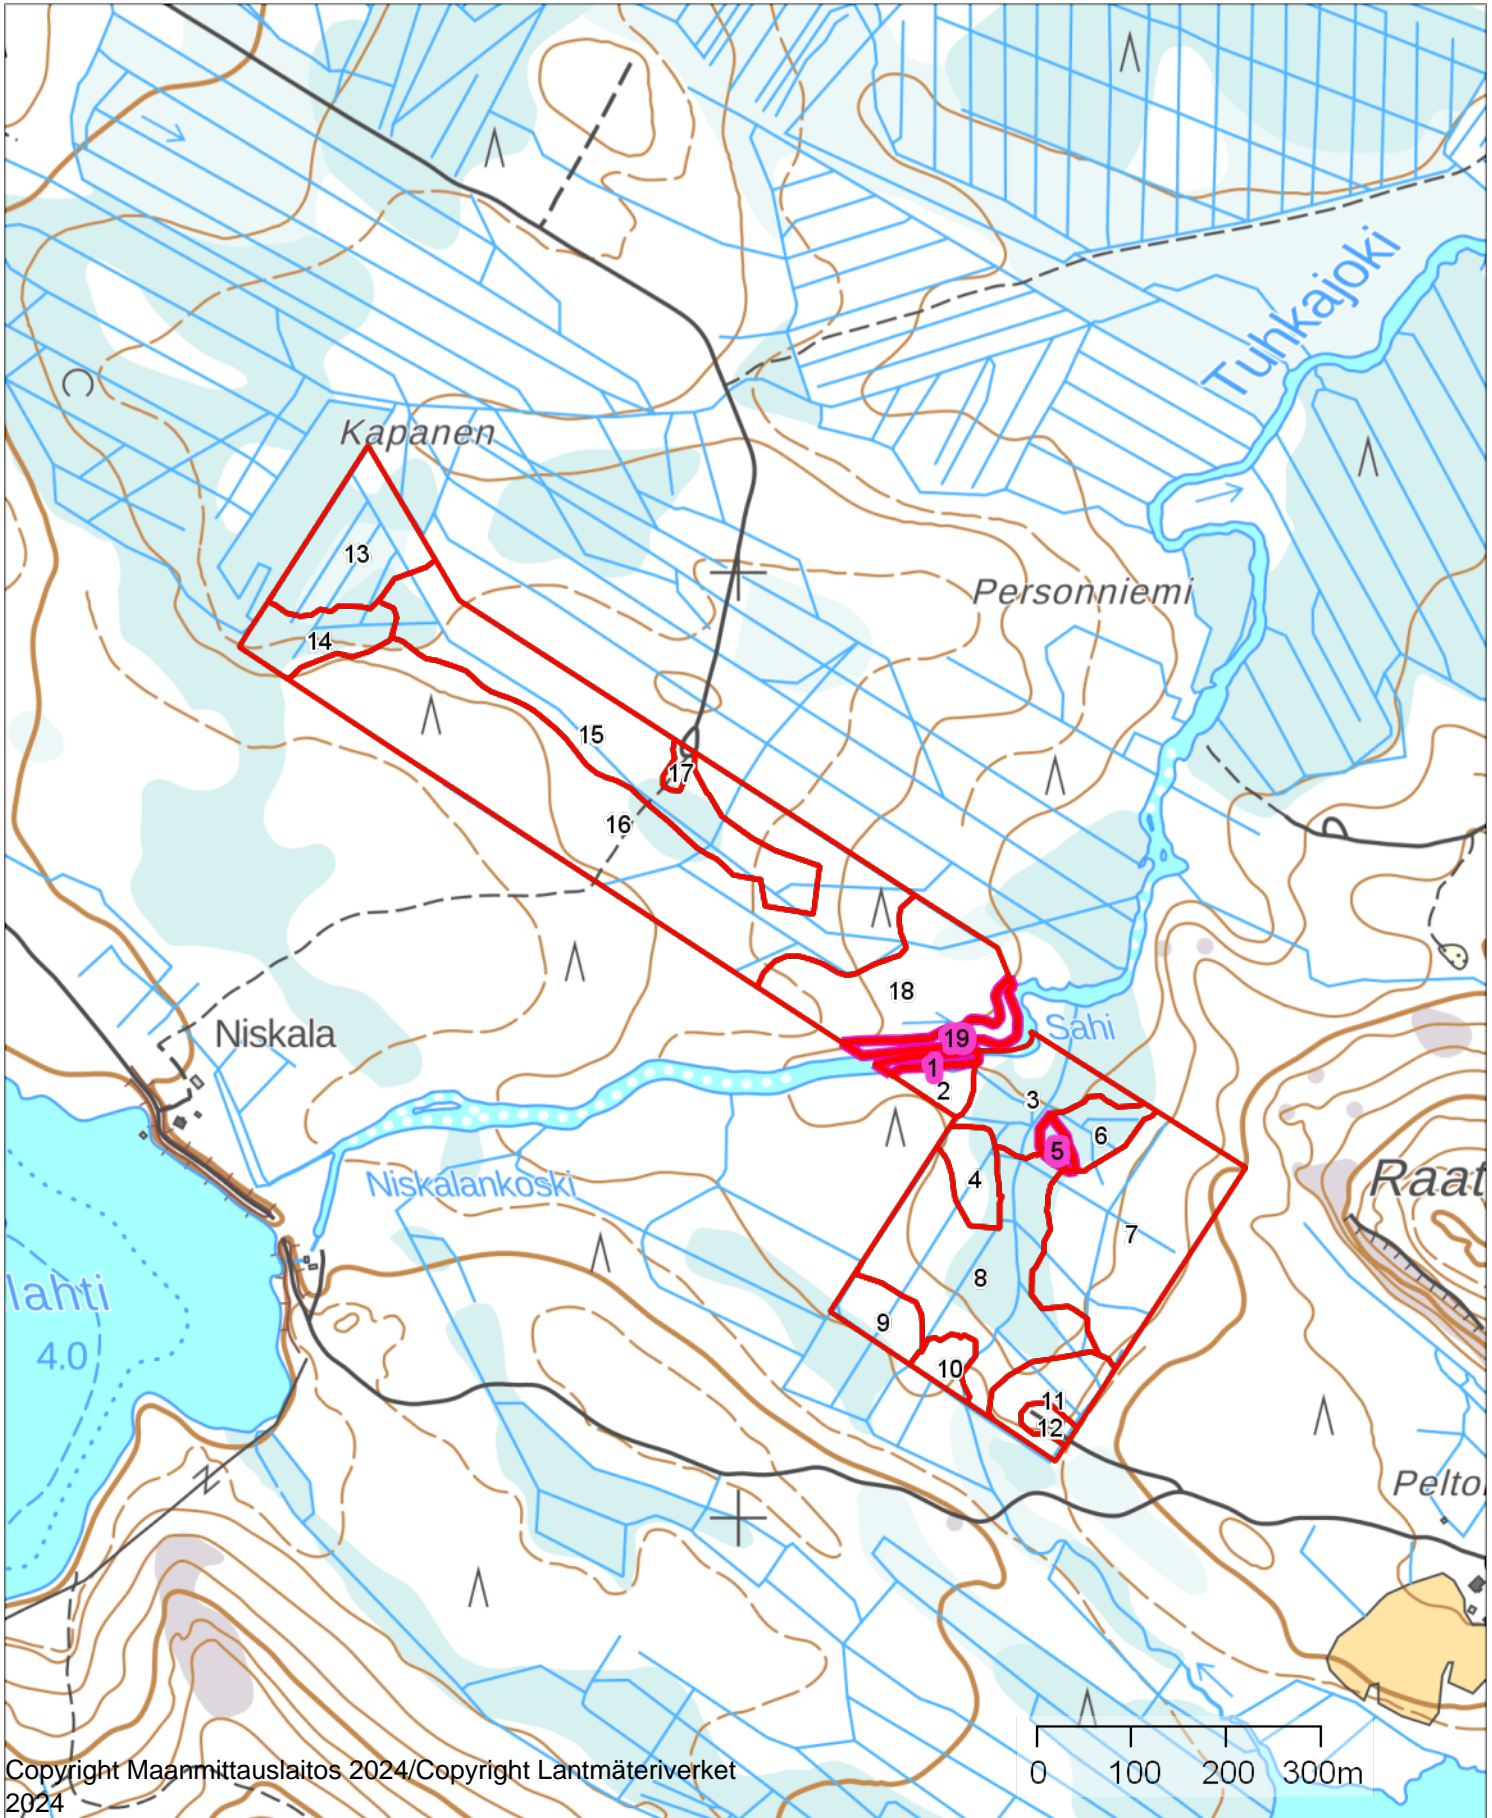 Tuhkajoki
Kapanen
13
Personniemi
14
15
17
16
18
Niskala
19
Sahi
1
2
3
6
5
Niskalankoski
4
Raat
7
8
lahti
9
4.0
10
11
12
Pelto
0 100 200 300m
Copyright Maanmittauslaitos 2024/Copyright Lantmäteriverket
2024